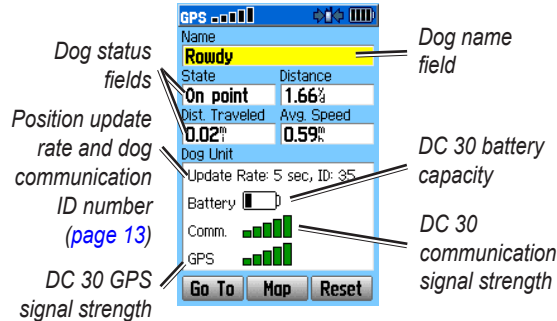 GPS
Name
Rowdy
State Distance
On point 1.66
Dist. Traveled Avg. Speed
0.02 0.59
Dog Unit
Update Rate: 5 sec, ID: 35
Battery
Comm.
GPS
Go To Map Reset
Dog status
fields
Position update
rate and dog
communication
ID number
(page 13)
DC 30 GPS
signal strength
Dog name
field
DC 30 battery
capacity
DC 30
communication
signal strength